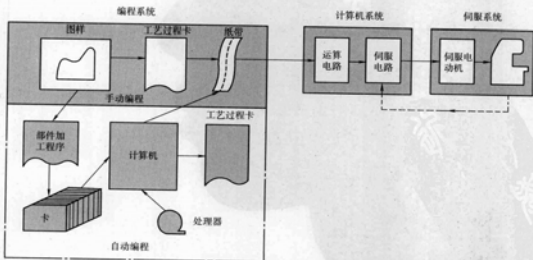 编程系统
计算机系统
伺服系统
图样
工艺过程卡
纸带
手动编程
运算
电路
伺服
电路
伺服电
动机
部件加
工程序
计算机
工艺过程卡
卡
处理器
自动编程